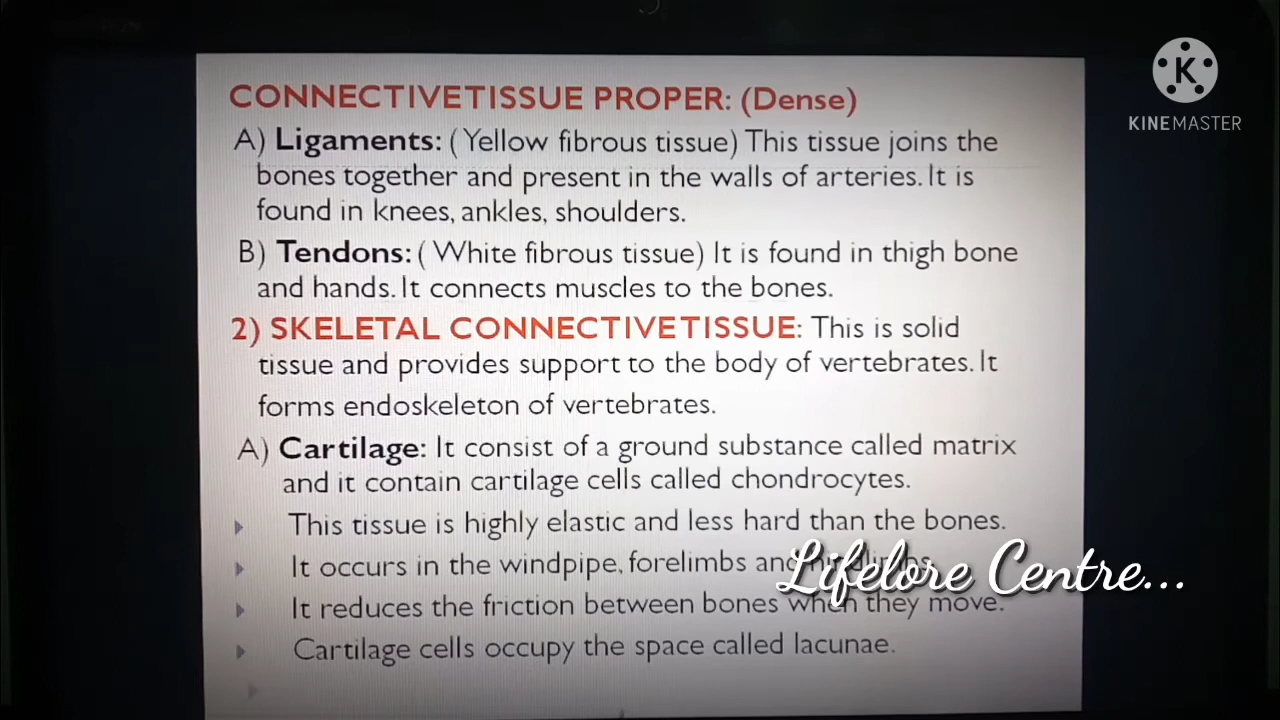 CONNECTIVE TISSUE PROPER: (Dense)
A) Ligaments: (Yellow fibrous tissue) This tissue joins the
bones together and present in the walls of arteries. It is
found in knees, ankles, shoulders.
B) Tendons: (White fibrous tissue) It is found in thigh bone
and hands. It connects muscles to the bones.
2) SKELETAL CONNECTIVE TISSUE: This is solid
tissue and provides support to the body of vertebrates. It
forms endoskeleton of vertebrates.
A) Cartilage: It consist of a ground substance called matrix
and it contain cartilage cells called chondrocytes.
This tissue is highly elastic and less hard than the bones.
It occurs in the windpipe, forelimbs and
It reduces the friction between bones when they move.
Cartilage cells occupy the space called lacunae.
Lifelore Centre...
K
KINEMASTER